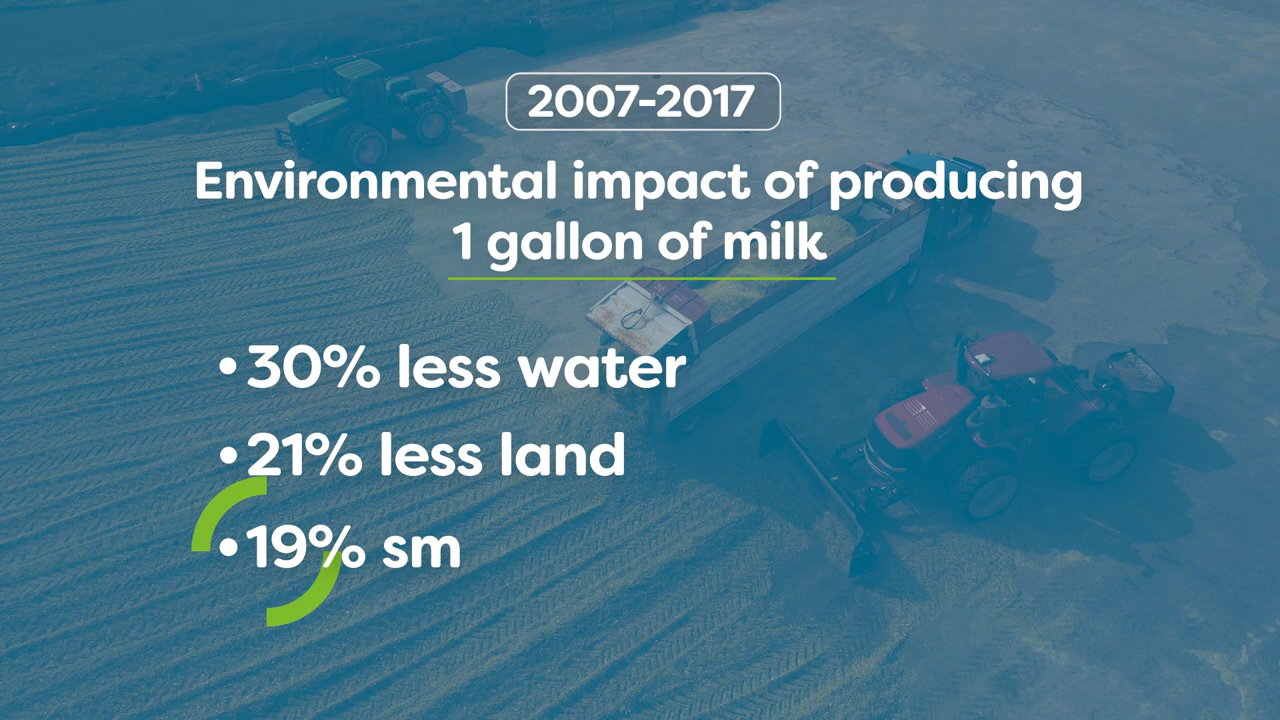 2007-2017
Environmental impact of producing
1 gallon of milk
• 30% less water
• 21% less land
• 19% sm